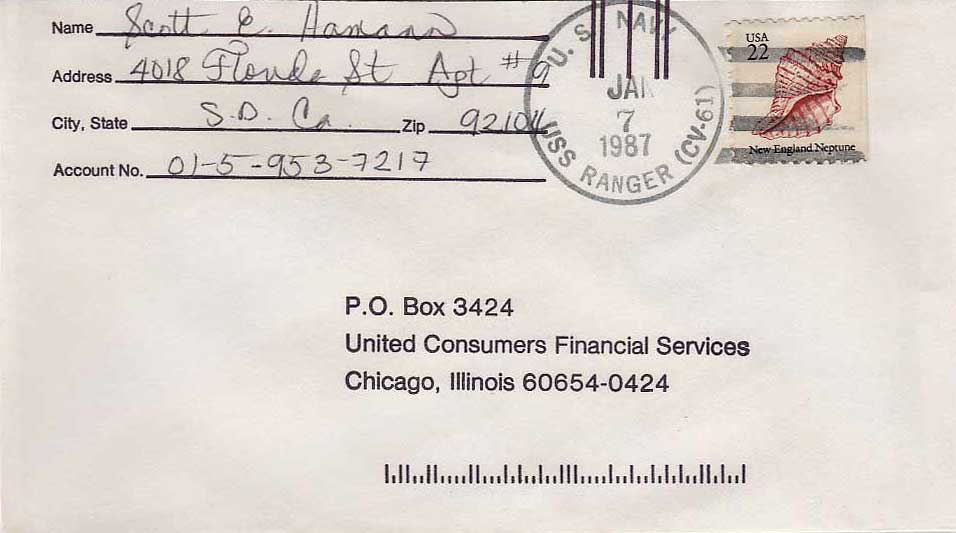 Name Scott E. Hamann
Address 4018 Florida St Apt #9
City, State S.D. Ca. Zip 92104
Account No. 01-5-953-7217
U. S. NAVY
JAN
7
1987
USS RANGER (CV-61)
USA
22
New England Neptune
P.O. Box 3424
United Consumers Financial Services
Chicago, Illinois 60654-0424